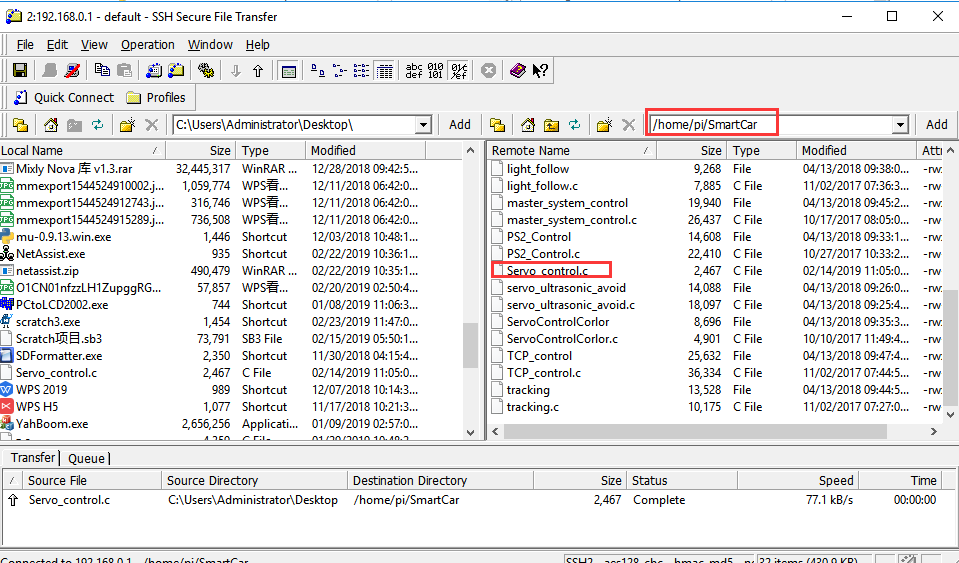 2:192.168.0.1 - default - SSH Secure File Transfer
File Edit View Operation Window Help
abc def 010 101
Quick Connect Profiles
C:\Users\Administrator\Desktop\ Add /home/pi/SmartCar Add
Local Name / Size Type Modified
Mixly Nova 库 v1.3.rar 32,445,317 WinRAR ... 12/28/2018 09:42:5...
mmexport1544524910002.j... 1,059,774 WPS看... 12/11/2018 06:42:0...
mmexport1544524912743.j... 316,746 WPS看... 12/11/2018 06:42:0...
mmexport1544524915289.j... 736,508 WPS看... 12/11/2018 06:42:0...
mu-0.9.13.win.exe 1,446 Shortcut 12/03/2018 10:48:1...
NetAssist.exe 935 Shortcut 02/22/2019 10:36:1...
netassist.zip 490,479 WinRAR ... 02/22/2019 10:35:1...
O1CN01nfzzLH1ZupggRG... 57,857 WPS看... 02/20/2019 02:50:4...
PCtoLCD2002.exe 744 Shortcut 01/08/2019 11:06:3...
scratch3.exe 1,454 Shortcut 02/23/2019 11:47:0...
Scratch项目.sb3 73,791 SB3 File 02/15/2019 05:50:1...
SDFormatter.exe 2,350 Shortcut 11/30/2018 04:15:4...
Servo_control.c 2,467 C File 02/14/2019 11:05:0...
WPS 2019 989 Shortcut 12/07/2018 10:14:3...
WPS H5 1,077 Shortcut 11/17/2018 10:21:3...
YahBoom.exe 2,656,256 Applicati... 01/09/2019 02:57:0...
Remote Name / Size Type Modified Attr
light_follow 9,268 File 04/13/2018 09:38:0... -rw
light_follow.c 7,885 C File 11/02/2017 07:36:3... -rw
master_system_control 19,940 File 04/13/2018 09:45:2... -rw
master_system_control.c 26,437 C File 10/17/2017 08:05:0... -rw
PS2_Control 14,608 File 04/13/2018 09:33:1... -rw
PS2_Control.c 22,410 C File 10/27/2017 13:32:1... -rw
Servo_control.c 2,467 C File 02/14/2019 11:05:0... -rw
servo_ultrasonic_avoid 14,088 File 04/13/2018 09:26:0... -rw
servo_ultrasonic_avoid.c 18,097 C File 04/13/2018 09:25:4... -rw
ServoControlCorlor 8,696 File 04/13/2018 09:35:3... -rw
ServoControlCorlor.c 4,901 C File 10/10/2017 11:49:4... -rw
TCP_control 25,632 File 04/13/2018 09:47:4... -rw
TCP_control.c 36,334 C File 11/02/2017 07:44:5... -rw
tracking 13,528 File 04/13/2018 09:44:5... -rw
tracking.c 10,175 C File 11/02/2017 07:27:0... -rw
Transfer Queue
/ Source File Source Directory Destination Directory Size Status Speed Time
Servo_control.c C:\Users\Administrator\Desktop /home/pi/SmartCar 2,467 Complete 77.1 kB/s 00:00:00
Connected to 192.168.0.1 - /home/pi/SmartCar SSH2 - aes128-cbc - hmac-md5 - 32 items (430.9 KB)